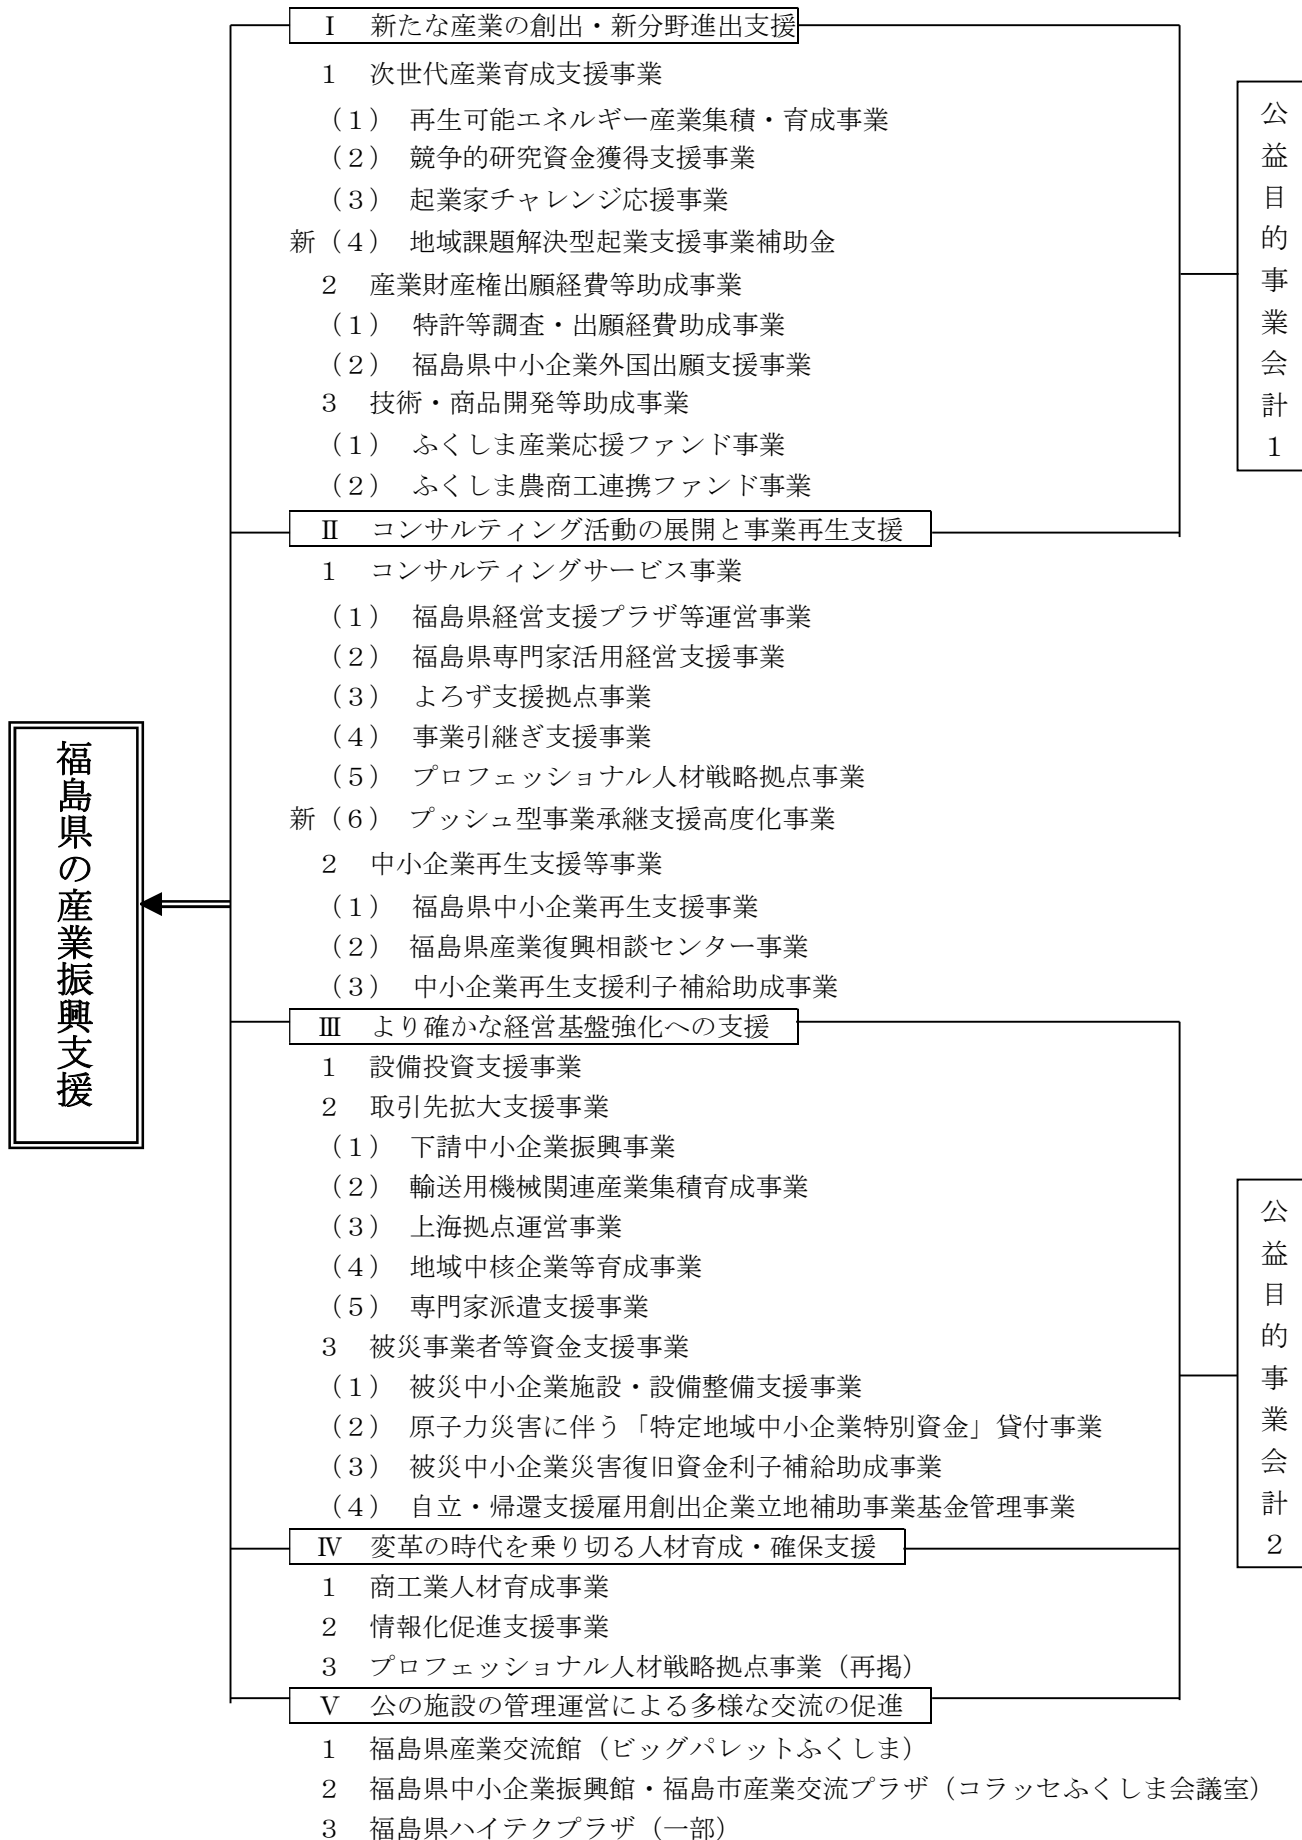 Ⅰ 新たな産業の創出・新分野進出支援
1 次世代産業育成支援事業
(1) 再生可能エネルギー産業集積・育成事業
(2) 競争的研究資金獲得支援事業
(3) 起業家チャレンジ応援事業
新(4) 地域課題解決型起業支援事業補助金
2 産業財産権出願経費等助成事業
(1) 特許等調査・出願経費助成事業
(2) 福島県中小企業外国出願支援事業
3 技術・商品開発等助成事業
(1) ふくしま産業応援ファンド事業
(2) ふくしま農商工連携ファンド事業
公益目的事業会計1
Ⅱ コンサルティング活動の展開と事業再生支援
1 コンサルティングサービス事業
(1) 福島県経営支援プラザ等運営事業
(2) 福島県専門家活用経営支援事業
(3) よろず支援拠点事業
(4) 事業引継ぎ支援事業
(5) プロフェッショナル人材戦略拠点事業
新(6) プッシュ型事業承継支援高度化事業
2 中小企業再生支援等事業
(1) 福島県中小企業再生支援事業
(2) 福島県産業復興相談センター事業
(3) 中小企業再生支援利子補給助成事業
福島県の産業振興支援
Ⅲ より確かな経営基盤強化への支援
1 設備投資支援事業
2 取引先拡大支援事業
(1) 下請中小企業振興事業
(2) 輸送用機械関連産業集積育成事業
(3) 上海拠点運営事業
(4) 地域中核企業等育成事業
(5) 専門家派遣支援事業
3 被災事業者等資金支援事業
(1) 被災中小企業施設・設備整備支援事業
(2) 原子力災害に伴う「特定地域中小企業特別資金」貸付事業
(3) 被災中小企業災害復旧資金利子補給助成事業
(4) 自立・帰還支援雇用創出企業立地補助事業基金管理事業
公益目的事業会計2
Ⅳ 変革の時代を乗り切る人材育成・確保支援
1 商工業人材育成事業
2 情報化促進支援事業
3 プロフェッショナル人材戦略拠点事業(再掲)
Ⅴ 公の施設の管理運営による多様な交流の促進
1 福島県産業交流館(ビッグパレットふくしま)
2 福島県中小企業振興館・福島市産業交流プラザ(コラッセふくしま会議室)
3 福島県ハイテクプラザ(一部)